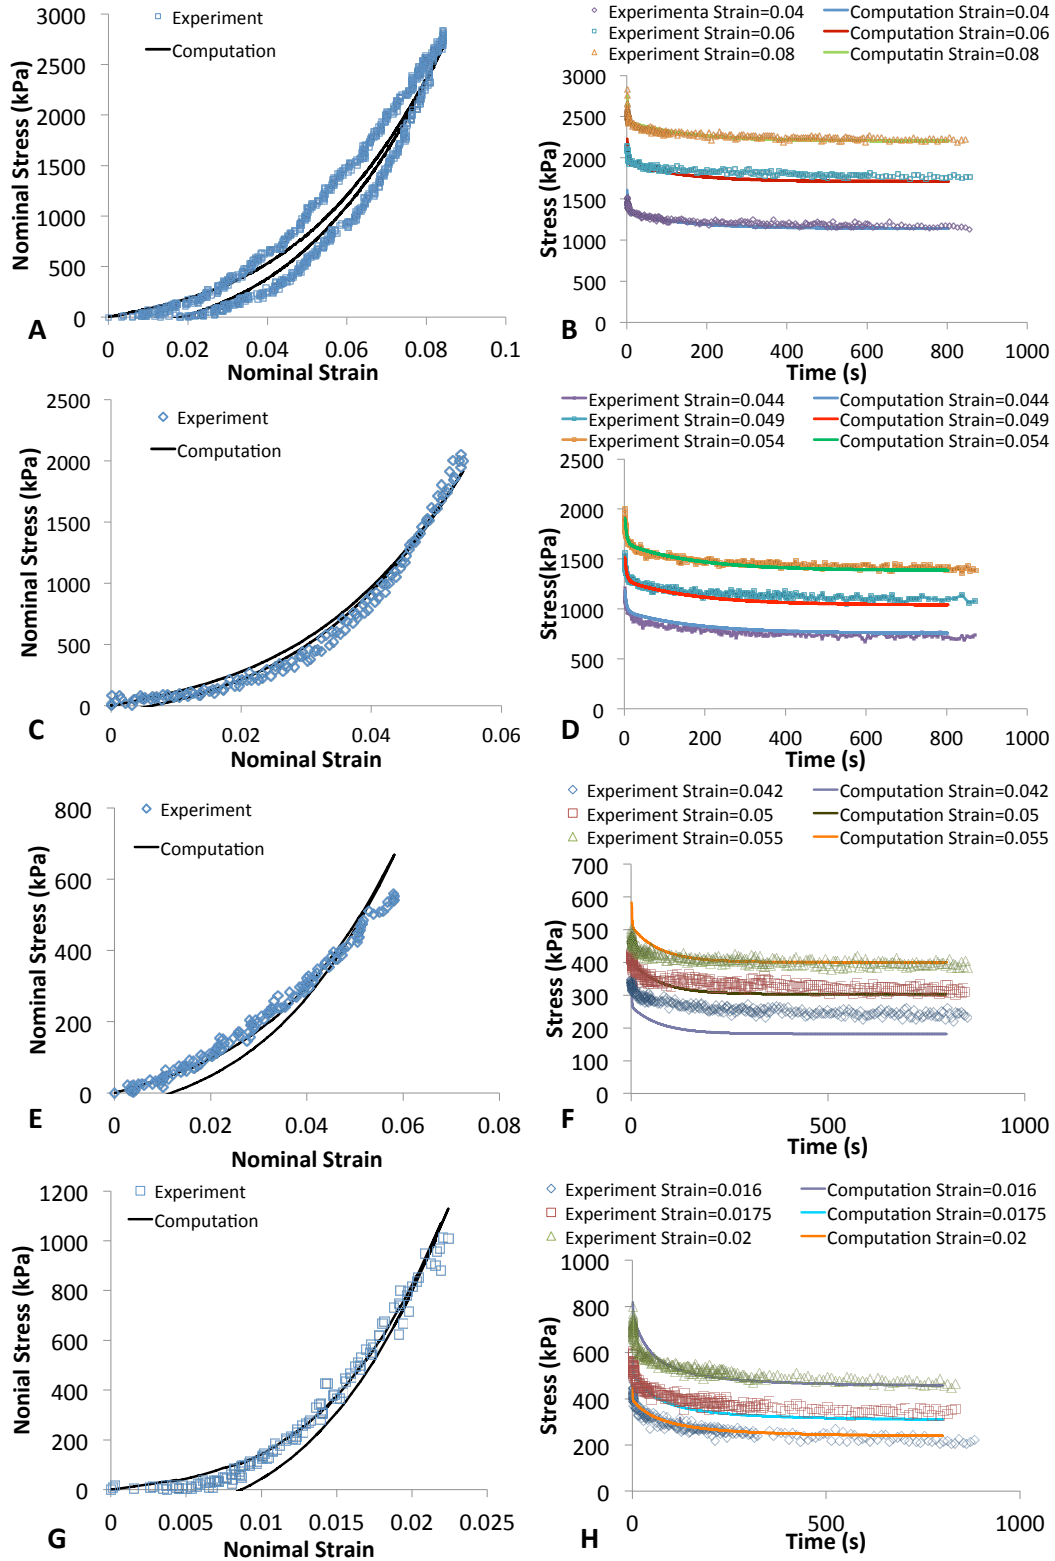 3000
2500
2000
1500
1000
500
0
Nominal Stress (kPa)
Experiment
Computation
0 0.02 0.04 0.06 0.08 0.1
A
Nominal Strain
Experimenta Strain=0.04 Computation Strain=0.04
Experiment Strain=0.06 Computation Strain=0.06
Experiment Strain=0.08 Computatin Strain=0.08
3000
2500
2000
1500
1000
500
0
Stress (kPa)
0 200 400 600 800 1000
B
Time (s)
2500
2000
1500
1000
500
0
Nominal Stress (kPa)
Experiment
Computation
0 0.02 0.04 0.06
C
Nominal Strain
Experiment Strain=0.044 Computation Strain=0.044
Experiment Strain=0.049 Computation Strain=0.049
Experiment Strain=0.054 Computation Strain=0.054
2500
2000
1500
1000
500
0
Stress(kPa)
0 200 400 600 800 1000
D
Time (s)
800
600
400
200
0
Nominal Stress (kPa)
Experiment
Computation
0 0.02 0.04 0.06 0.08
E
Nominal Strain
Experiment Strain=0.042 Computation Strain=0.042
Experiment Strain=0.05 Computation Strain=0.05
Experiment Strain=0.055 Computation Strain=0.055
700
600
500
400
300
200
100
0
Stress (kPa)
0 500 1000
F
Time (s)
1200
1000
800
600
400
200
0
Nonial Stress (kPa)
Experiment
Computation
0 0.005 0.01 0.015 0.02 0.025
G
Nonimal Strain
Experiment Strain=0.016 Computation Strain=0.016
Experiment Strain=0.0175 Computation Strain=0.0175
Experiment Strain=0.02 Computation Strain=0.02
1000
800
600
400
200
0
Stress (kPa)
0 500 1000
H
Time (s)